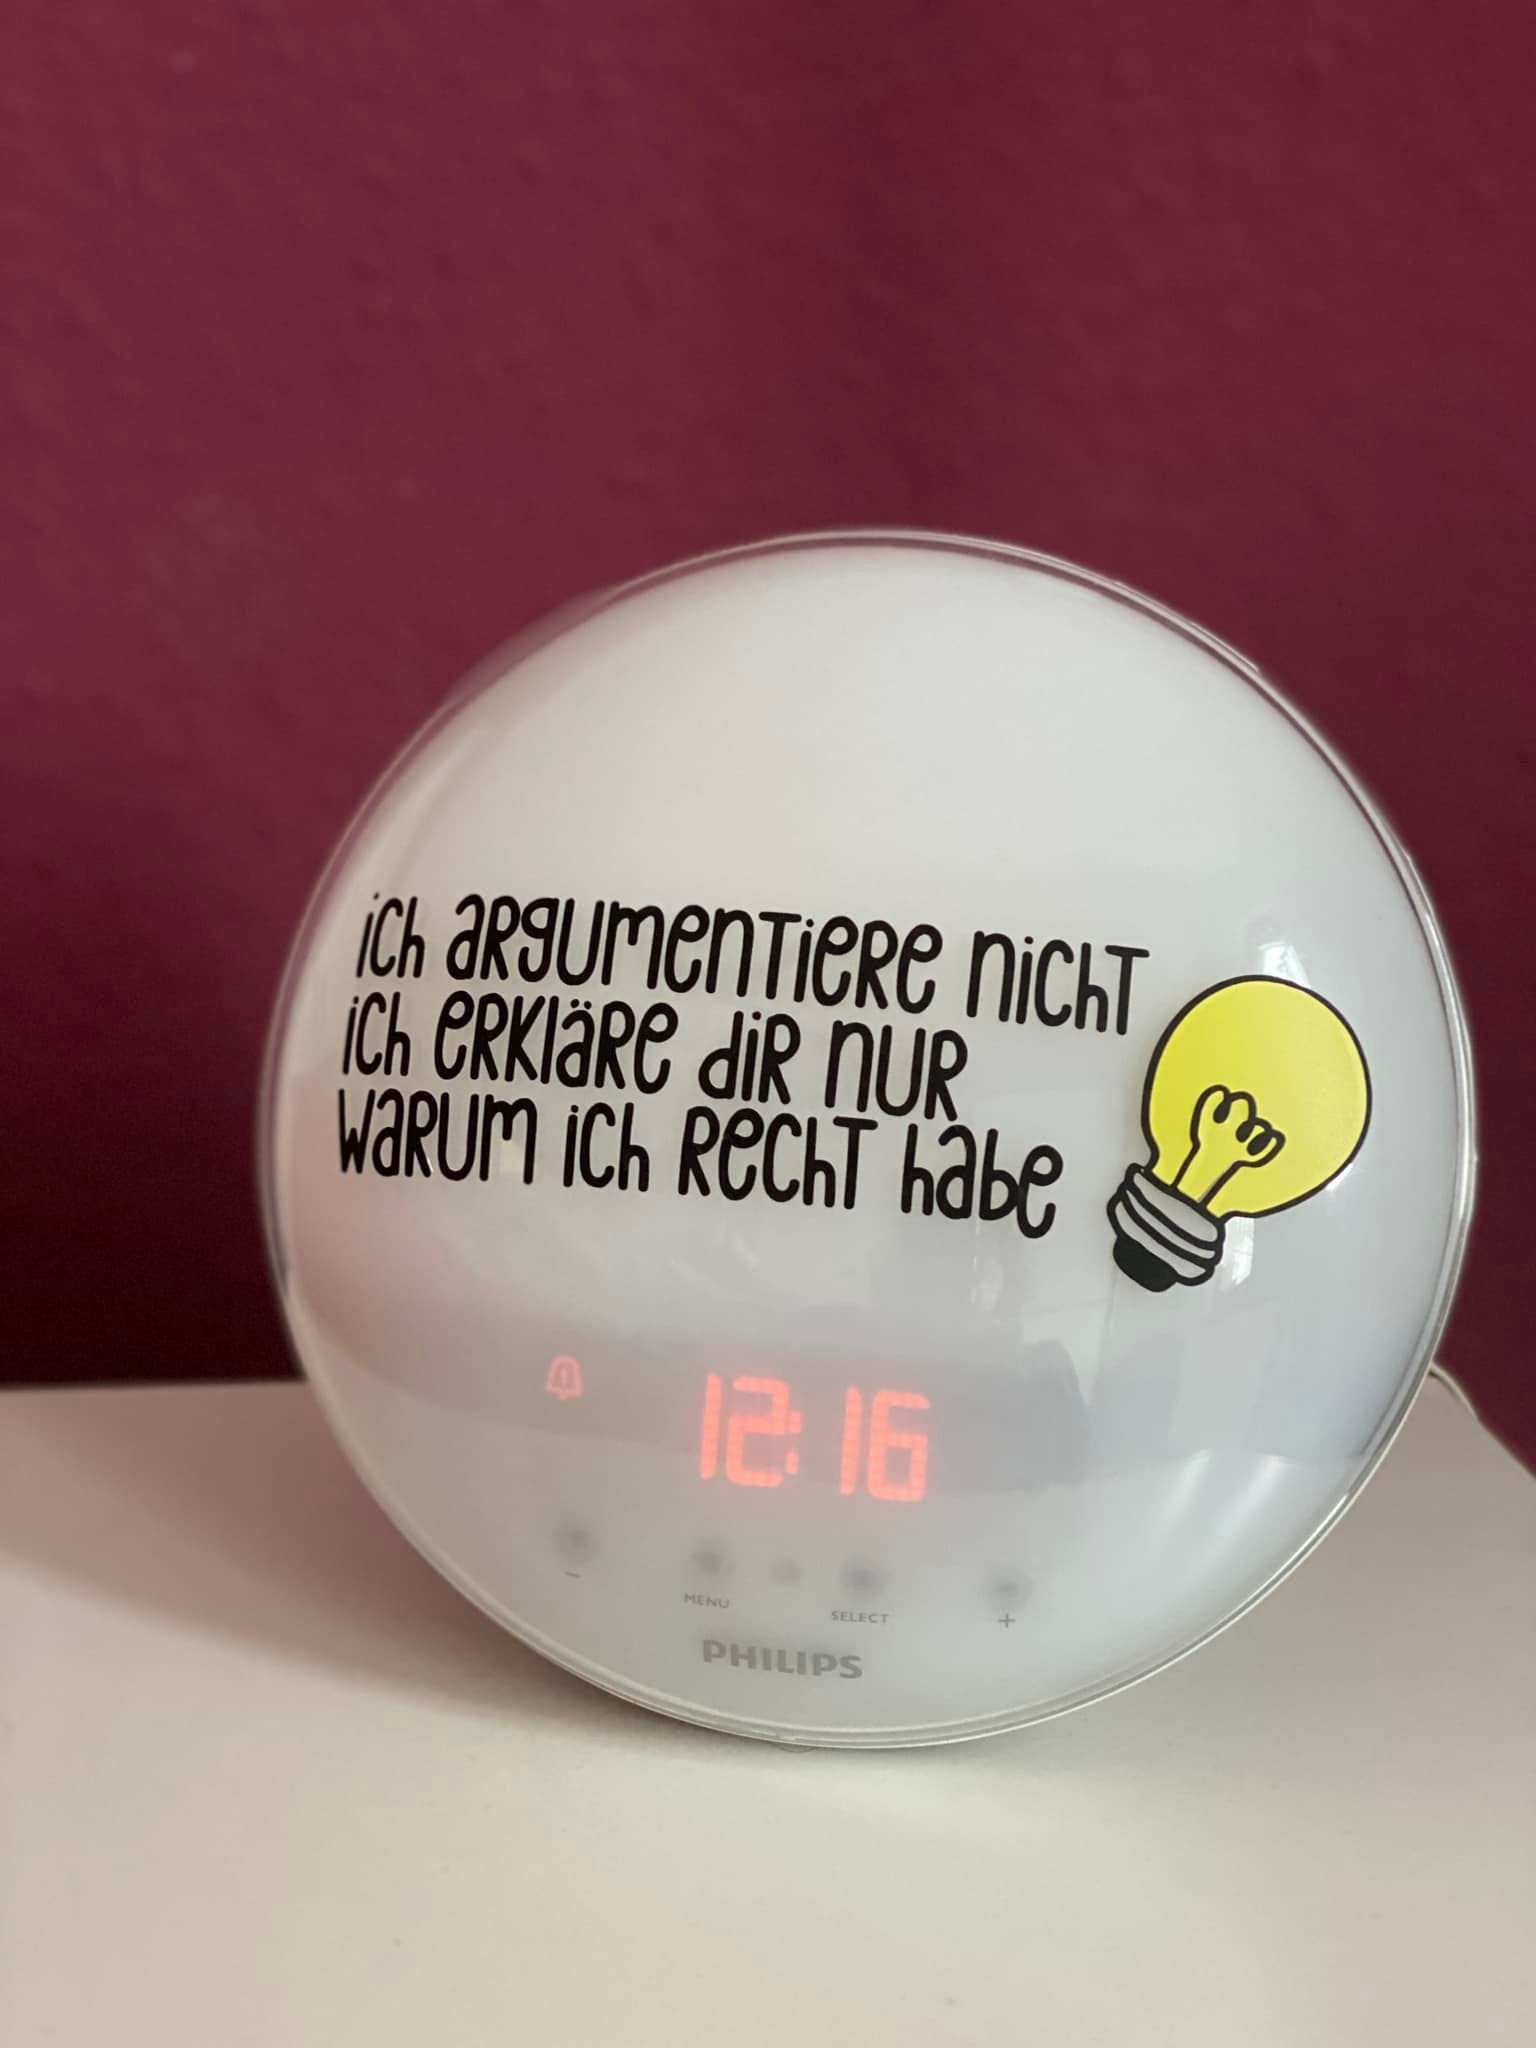 ich argumentiere nicht
ich erkläre dir nur
warum ich recht habe
12:16
- MENU SELECT +
PHILIPS